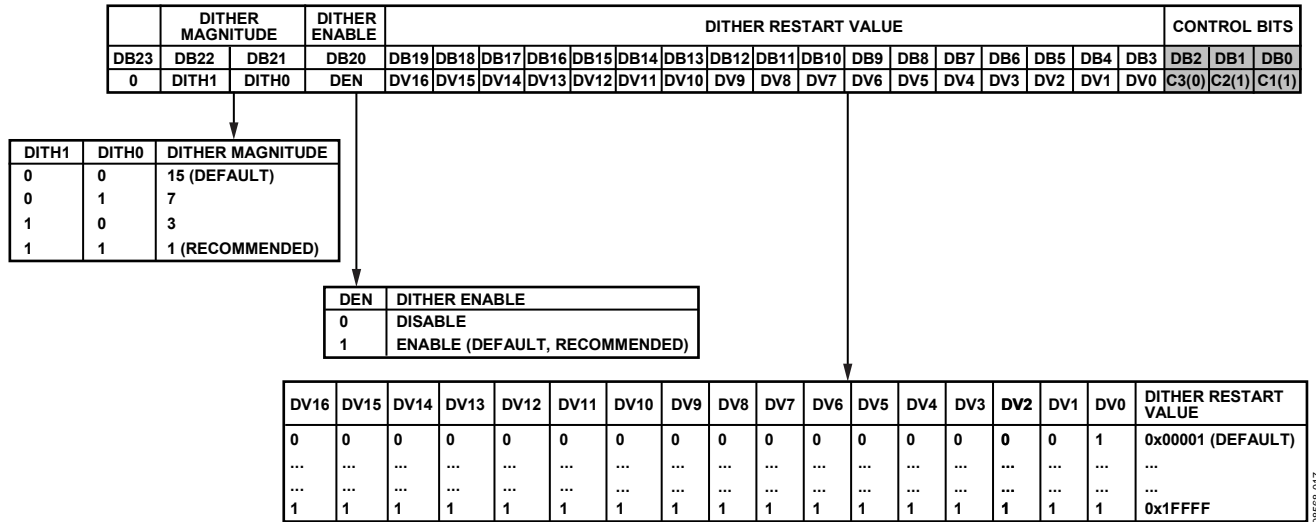 DITHER MAGNITUDE DITHER ENABLE DITHER RESTART VALUE CONTROL BITS
DB23 DB22 DB21 DB20 DB19 DB18 DB17 DB16 DB15 DB14 DB13 DB12 DB11 DB10 DB9 DB8 DB7 DB6 DB5 DB4 DB3 DB2 DB1 DB0
0 DITH1 DITH0 DEN DV16 DV15 DV14 DV13 DV12 DV11 DV10 DV9 DV8 DV7 DV6 DV5 DV4 DV3 DV2 DV1 DV0 C3(0) C2(1) C1(1)
DITH1 DITH0 DITHER MAGNITUDE
0 0 15 (DEFAULT)
0 1 7
1 0 3
1 1 1 (RECOMMENDED)
DEN DITHER ENABLE
0 DISABLE
1 ENABLE (DEFAULT, RECOMMENDED)
DV16 DV15 DV14 DV13 DV12 DV11 DV10 DV9 DV8 DV7 DV6 DV5 DV4 DV3 DV2 DV1 DV0 DITHER RESTART VALUE
0 0 0 0 0 0 0 0 0 0 0 0 0 0 0 0 1 0x00001 (DEFAULT)
... ... ... ... ... ... ... ... ... ... ... ... ... ... ... ... ... ...
... ... ... ... ... ... ... ... ... ... ... ... ... ... ... ... ... ...
1 1 1 1 1 1 1 1 1 1 1 1 1 1 1 1 1 0x1FFFF